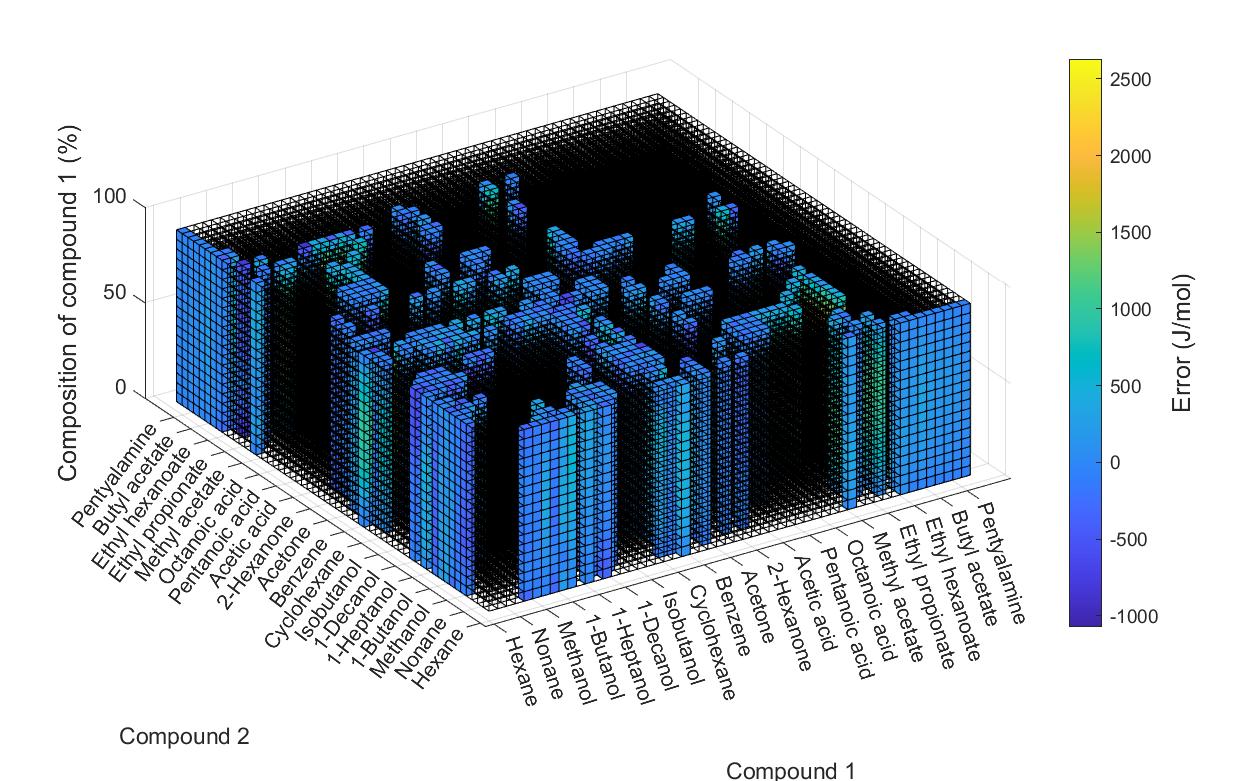 Composition of compound 1 (%)
100
50
0
Pentyalamine
Butyl acetate
Ethyl hexanoate
Ethyl propionate
Methyl acetate
Octanoic acid
Pentanoic acid
Acetic acid
2-Hexanone
Acetone
Benzene
Cyclohexane
Isobutanol
1-Decanol
1-Heptanol
1-Butanol
Methanol
Nonane
Hexane
Compound 2
Hexane
Nonane
Methanol
1-Butanol
1-Heptanol
1-Decanol
Isobutanol
Cyclohexane
Benzene
Acetone
2-Hexanone
Acetic acid
Pentanoic acid
Octanoic acid
Methyl acetate
Ethyl propionate
Ethyl hexanoate
Butyl acetate
Pentyalamine
Compound 1
2500
2000
1500
1000
500
0
-500
-1000
Error (J/mol)